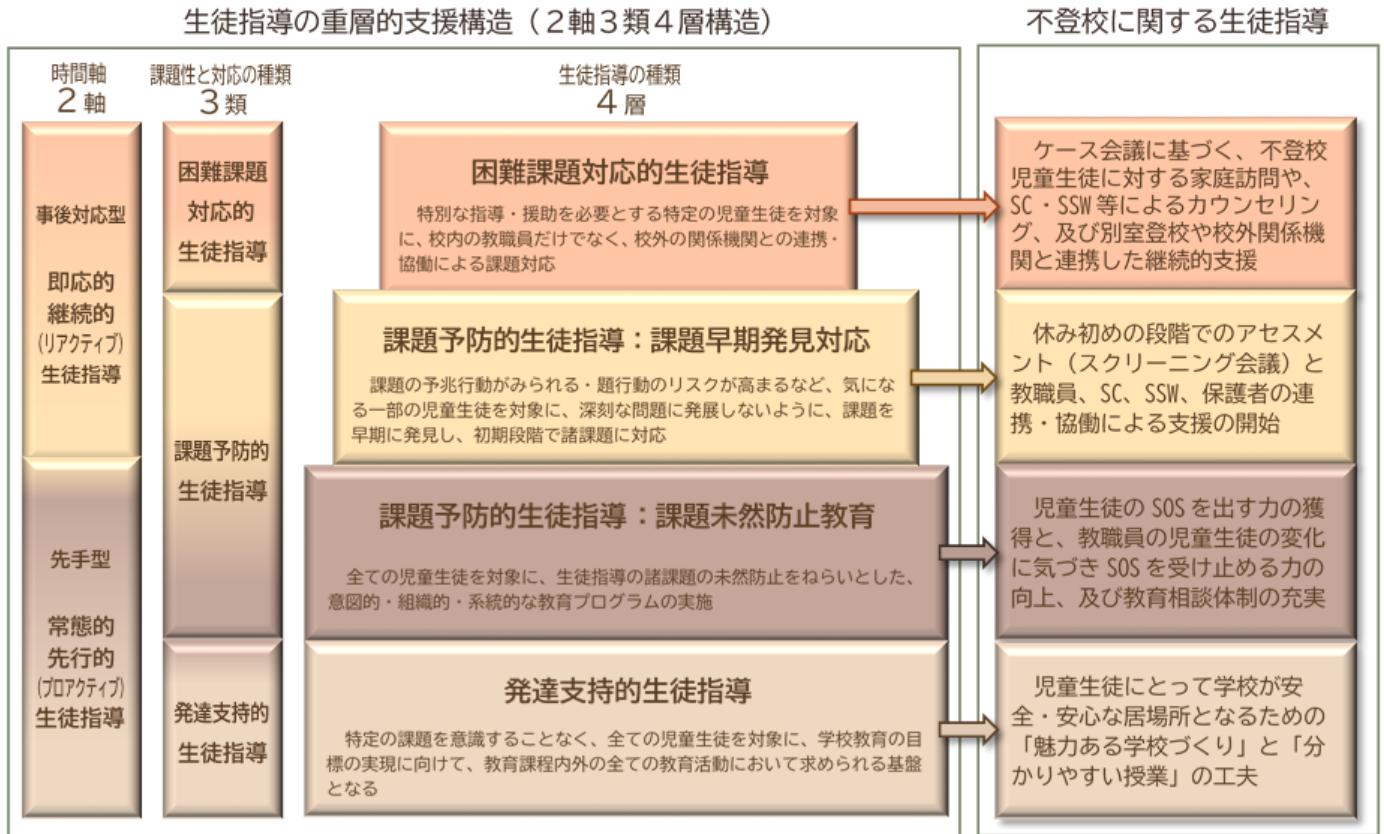 生徒指導の重層的支援構造（２軸３類４層構造）
不登校に関する生徒指導
時間軸
２軸
課題性と対応の種類
３類
生徒指導の種類
４層
事後対応型
即応的
継続的
(リアクティブ)
生徒指導
先手型
常態的
先行的
(プロアクティブ)
生徒指導
困難課題
対応的
生徒指導
課題予防的
生徒指導
発達支持的
生徒指導
困難課題対応的生徒指導
特別な指導・援助を必要とする特定の児童生徒を対象
に、校内の教職員だけでなく、校外の関係機関との連携・
協働による課題対応
課題予防的生徒指導：課題早期発見対応
課題の予兆行動がみられる・題行動のリスクが高まるなど、気にな
る一部の児童生徒を対象に、深刻な問題に発展しないように、課題を
早期に発見し、初期段階で諸課題に対応
課題予防的生徒指導：課題未然防止教育
全ての児童生徒を対象に、生徒指導の諸課題の未然防止をねらいとした、
意図的・組織的・系統的な教育プログラムの実施
発達支持的生徒指導
特定の課題を意識することなく、全ての児童生徒を対象に、学校教育の目
標の実現に向けて、教育課程内外の全ての教育活動において求められる基盤
となる
ケース会議に基づく、不登校
児童生徒に対する家庭訪問や、
SC・SSW 等によるカウンセリン
グ、及び別室登校や校外関係機
関と連携した継続的支援
休み初めの段階でのアセスメ
ント（スクリーニング会議）と
教職員、SC、SSW、保護者の連
携・協働による支援の開始
児童生徒の SOS を出す力の獲
得と、教職員の児童生徒の変化
に気づき SOS を受け止める力の
向上、及び教育相談体制の充実
児童生徒にとって学校が安
全・安心な居場所となるための
「魅力ある学校づくり」と「分
かりやすい授業」の工夫